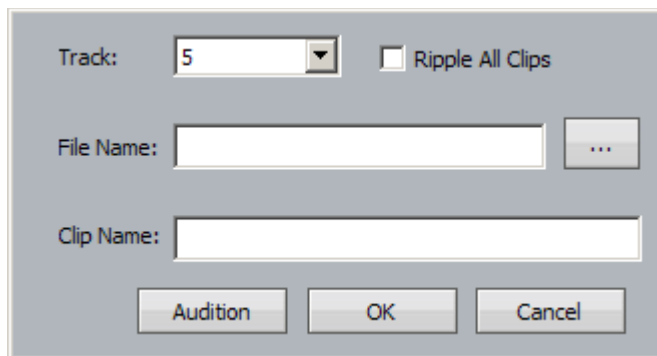 Track: 5 Ripple All Clips
File Name: ...
Clip Name:
Audition OK Cancel